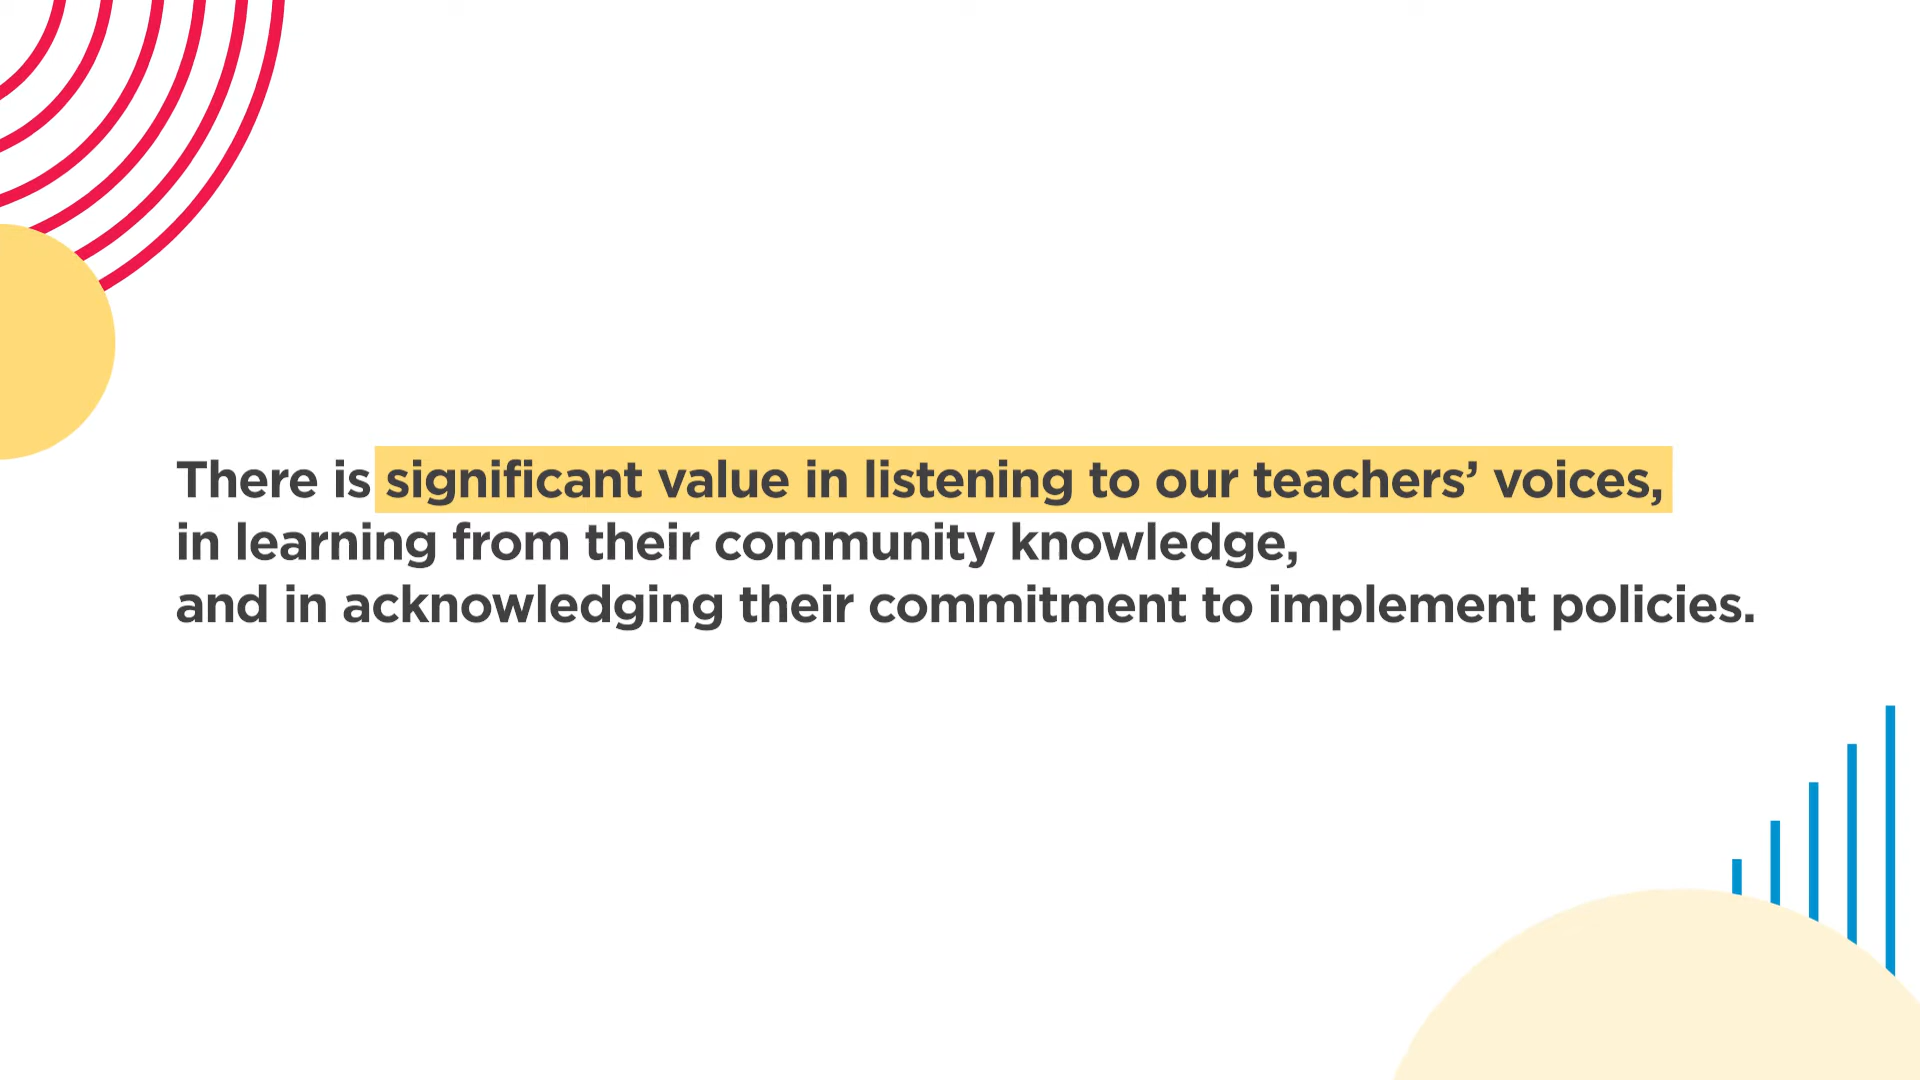 There is significant value in listening to our teachers’ voices,
in learning from their community knowledge,
and in acknowledging their commitment to implement policies.